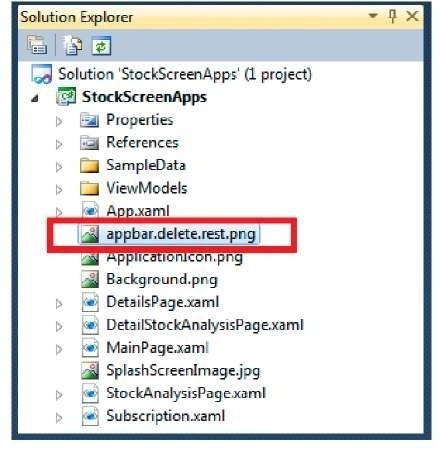 Solution Explorer
Solution 'StockScreenApps' (1 project)
StockScreenApps
Properties
References
SampleData
ViewModels
App.xaml
appbar.delete.rest.png
ApplicationIcon.png
Background.png
DetailsPage.xaml
DetailStockAnalysisPage.xaml
MainPage.xaml
SplashScreenImage.jpg
StockAnalysisPage.xaml
Subscription.xaml